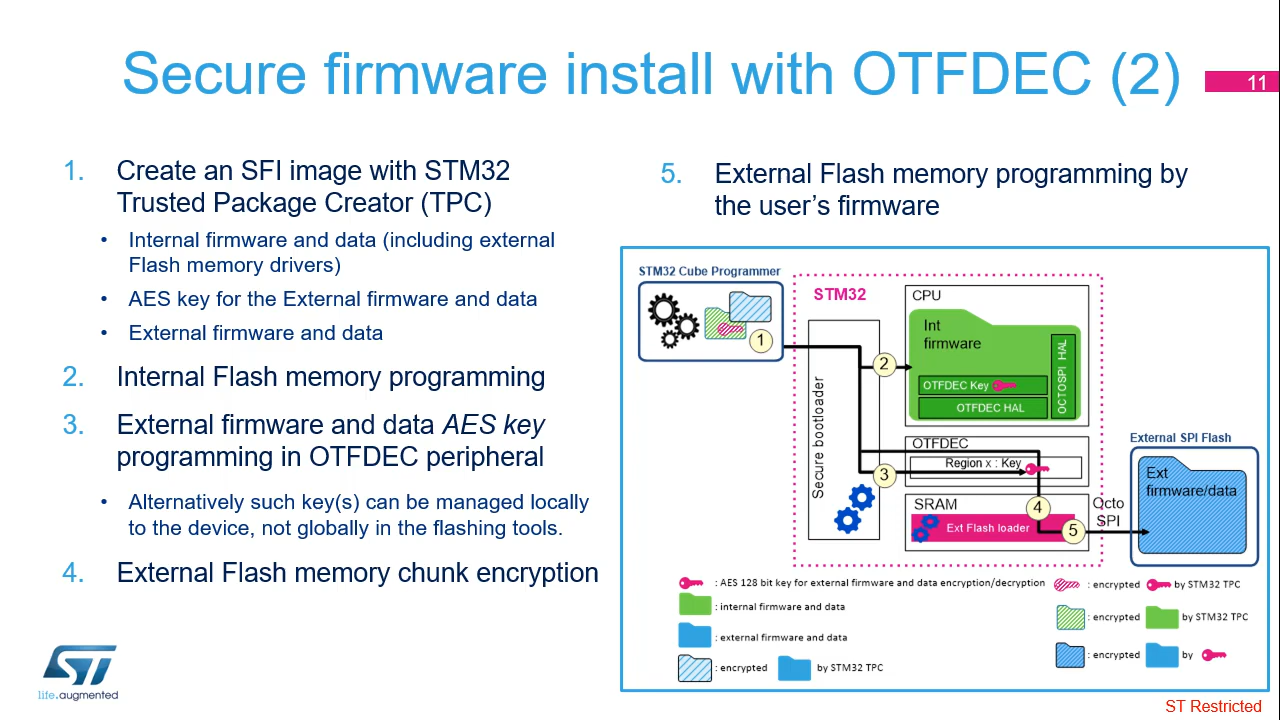 Secure firmware install with OTFDEC (2)
11
1. Create an SFI image with STM32
Trusted Package Creator (TPC)
• Internal firmware and data (including external
Flash memory drivers)
• AES key for the External firmware and data
• External firmware and data
2. Internal Flash memory programming
3. External firmware and data AES key
programming in OTFDEC peripheral
• Alternatively such key(s) can be managed locally
to the device, not globally in the flashing tools.
4. External Flash memory chunk encryption
5. External Flash memory programming by
the user's firmware
STM32 Cube Programmer
1
STM32
Secure bootloader
2
CPU
Int
firmware
OTFDEC Key
OTFDEC HAL
OCTOSPI HAL
OTFDEC
Region x : Key
3
4
SRAM
Ext Flash loader
5
Octo
SPI
External SPI Flash
Ext
firmware/data
: AES 128 bit key for external firmware and data encryption/decryption
: internal firmware and data
: external firmware and data
: encrypted by STM32 TPC
: encrypted by STM32 TPC
: encrypted by STM32 TPC
: encrypted by
ST
life.augmented
ST Restricted